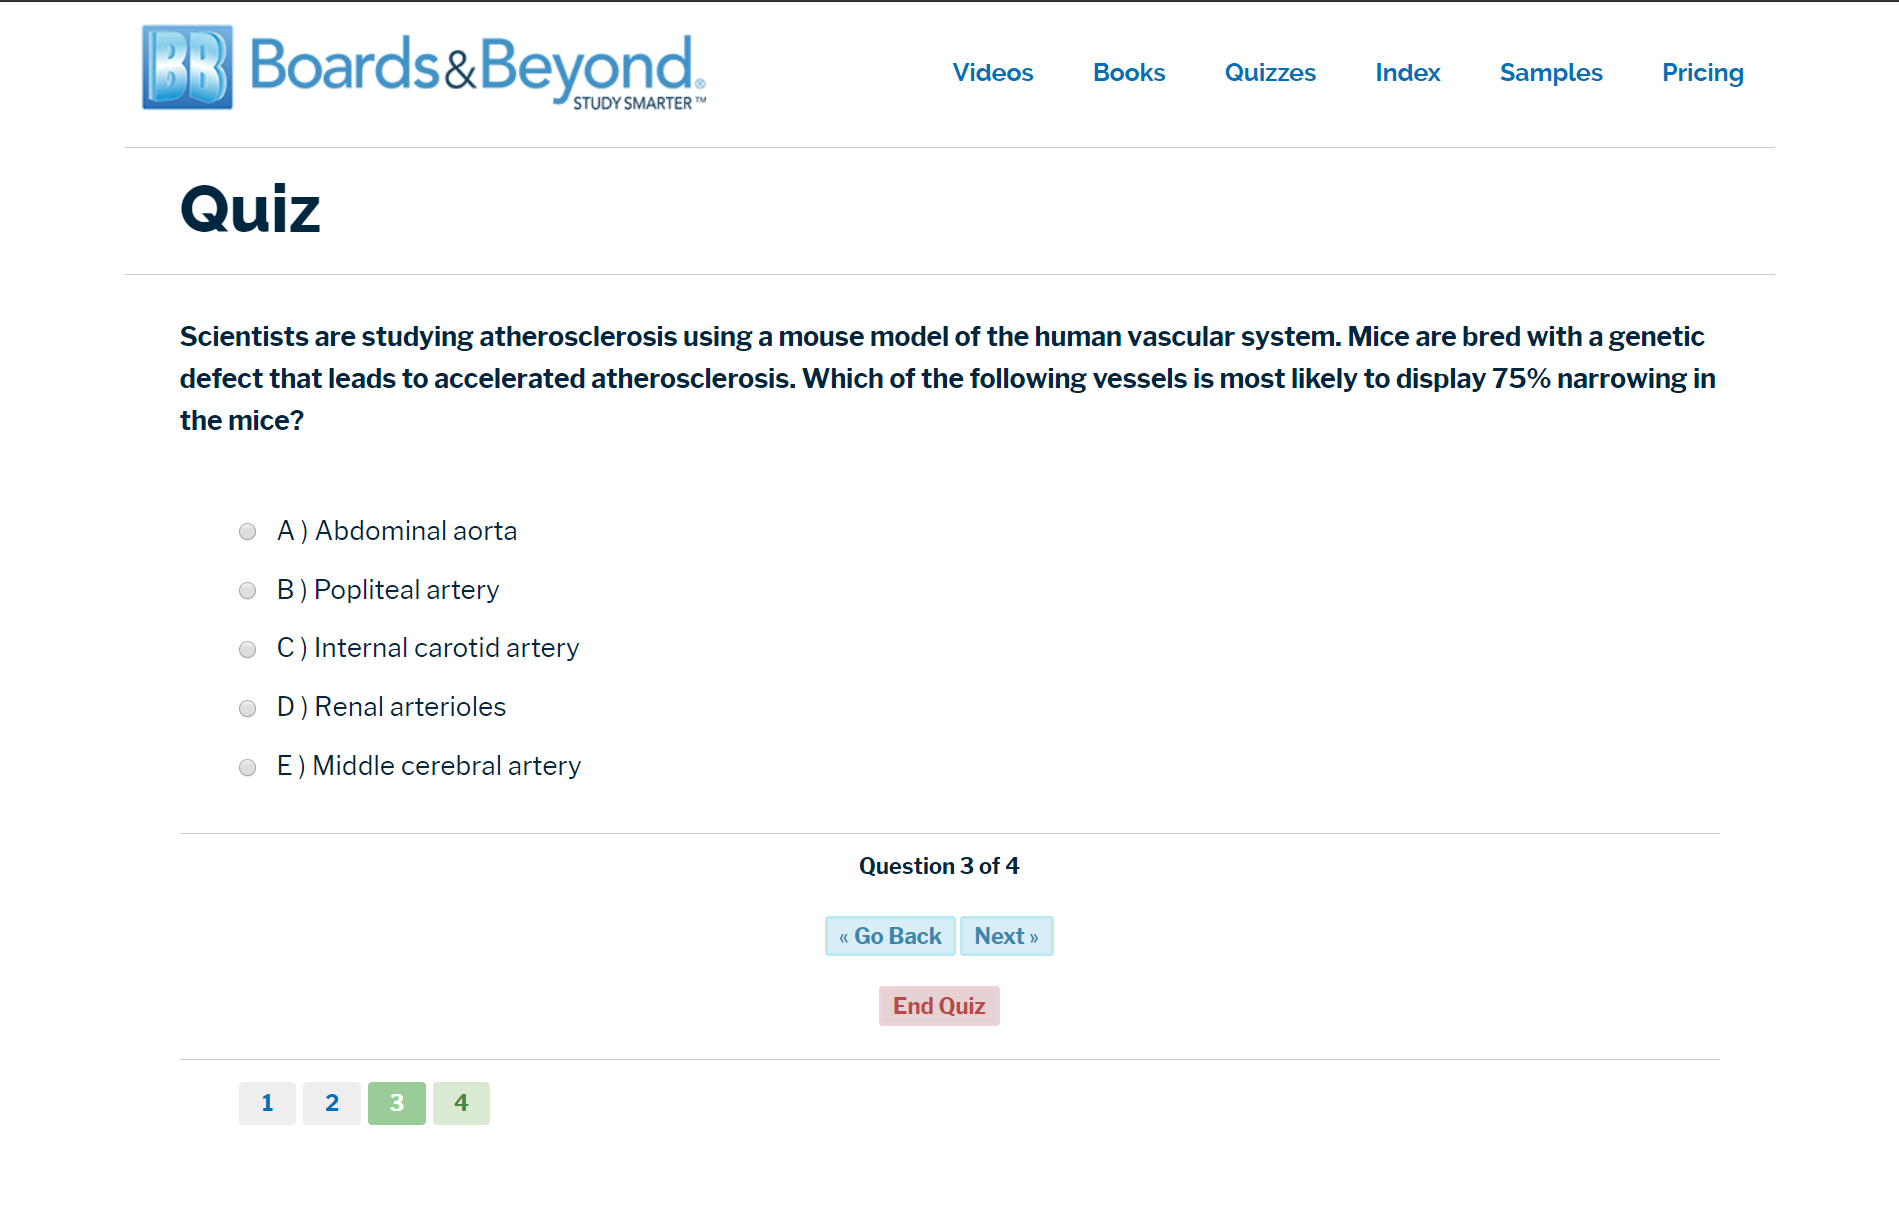 BB Boards&Beyond®
STUDY SMARTER™
Videos Books Quizzes Index Samples Pricing
Quiz
Scientists are studying atherosclerosis using a mouse model of the human vascular system. Mice are bred with a genetic
defect that leads to accelerated atherosclerosis. Which of the following vessels is most likely to display 75% narrowing in
the mice?
A ) Abdominal aorta
B ) Popliteal artery
C ) Internal carotid artery
D ) Renal arterioles
E ) Middle cerebral artery
Question 3 of 4
« Go Back Next »
End Quiz
1 2 3 4